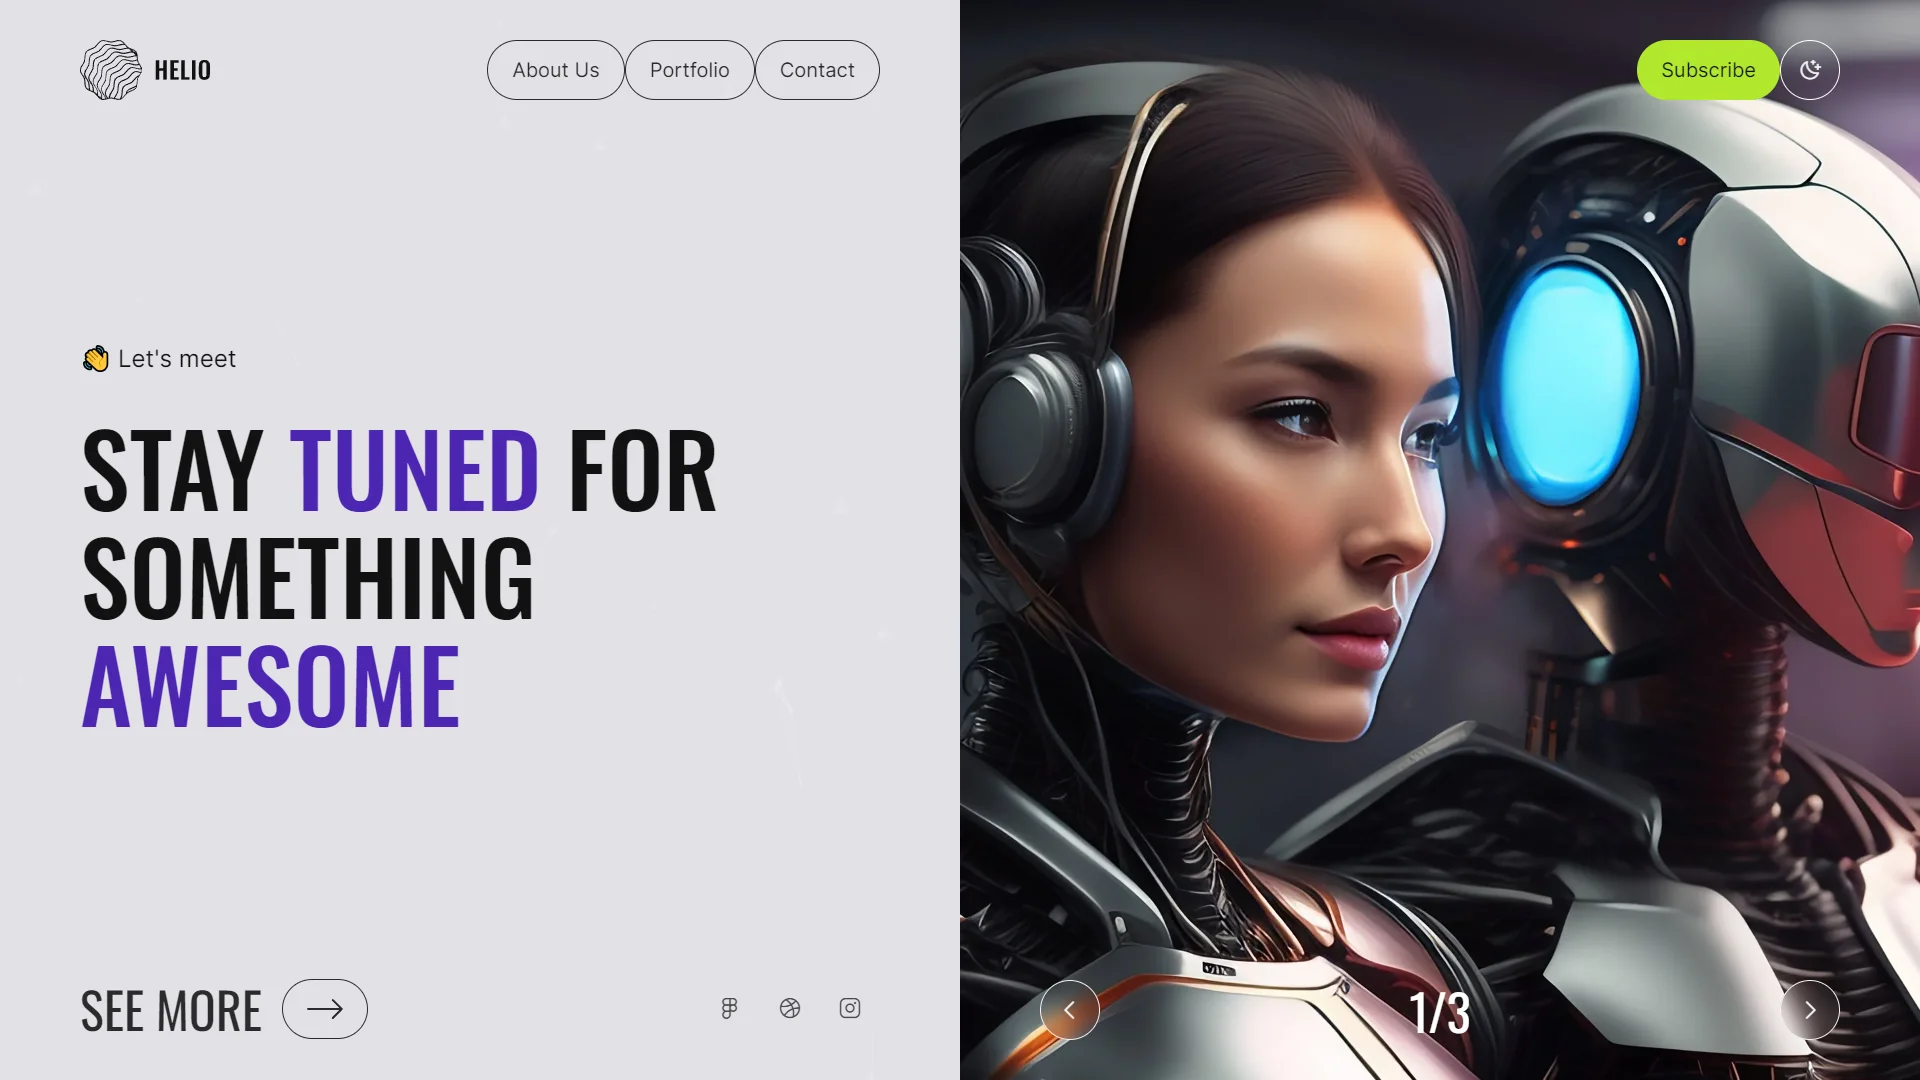 HELIO
About Us
Portfolio
Contact
Subscribe
👋 Let's meet
STAY TUNED FOR
SOMETHING
AWESOME
SEE MORE
1/3